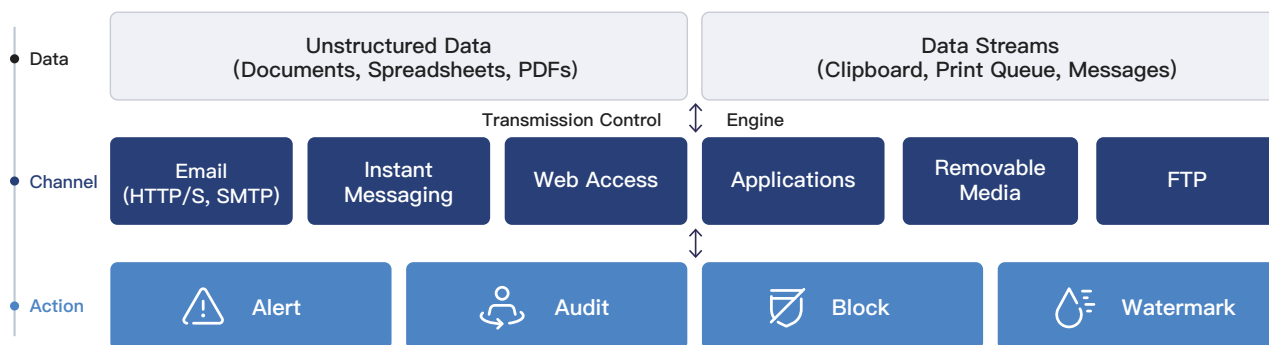 Data
Unstructured Data
(Documents, Spreadsheets, PDFs)
Data Streams
(Clipboard, Print Queue, Messages)
Transmission Control Engine
Channel
Email
(HTTP/S, SMTP)
Instant
Messaging
Web Access
Applications
Removable
Media
FTP
Action
Alert
Audit
Block
Watermark